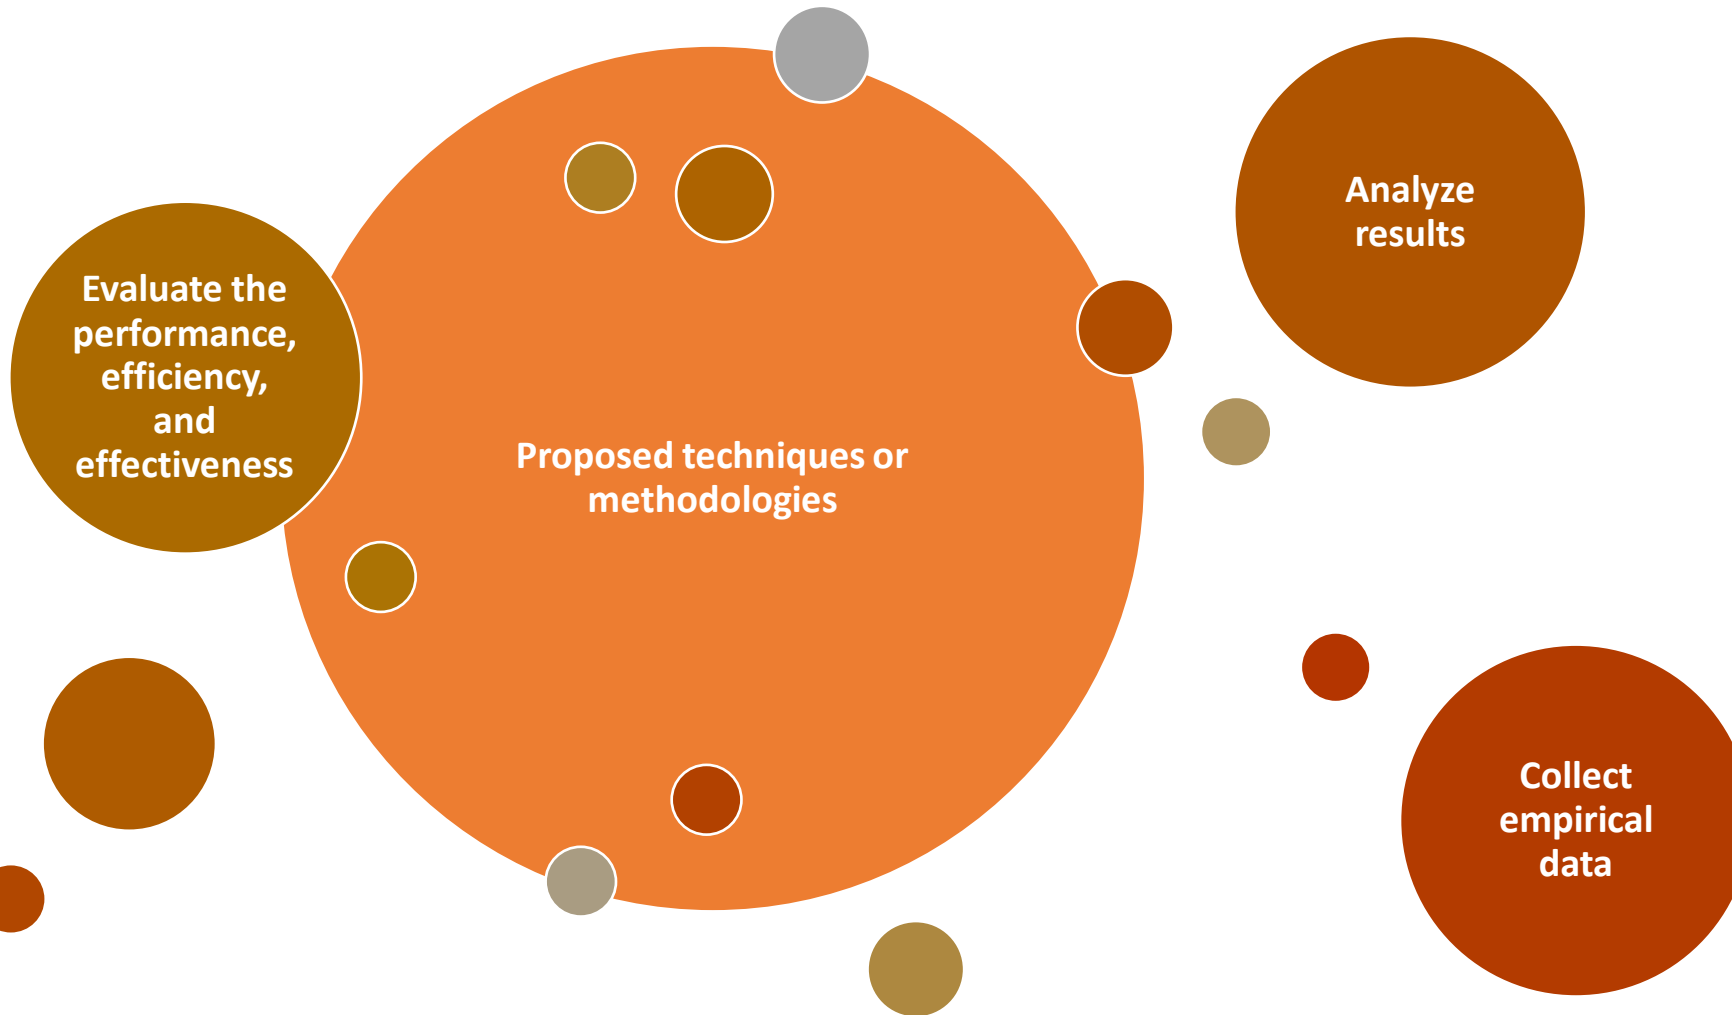 Evaluate the
performance,
efficiency,
and
effectiveness
Proposed techniques or
methodologies
Analyze
results
Collect
empirical
data